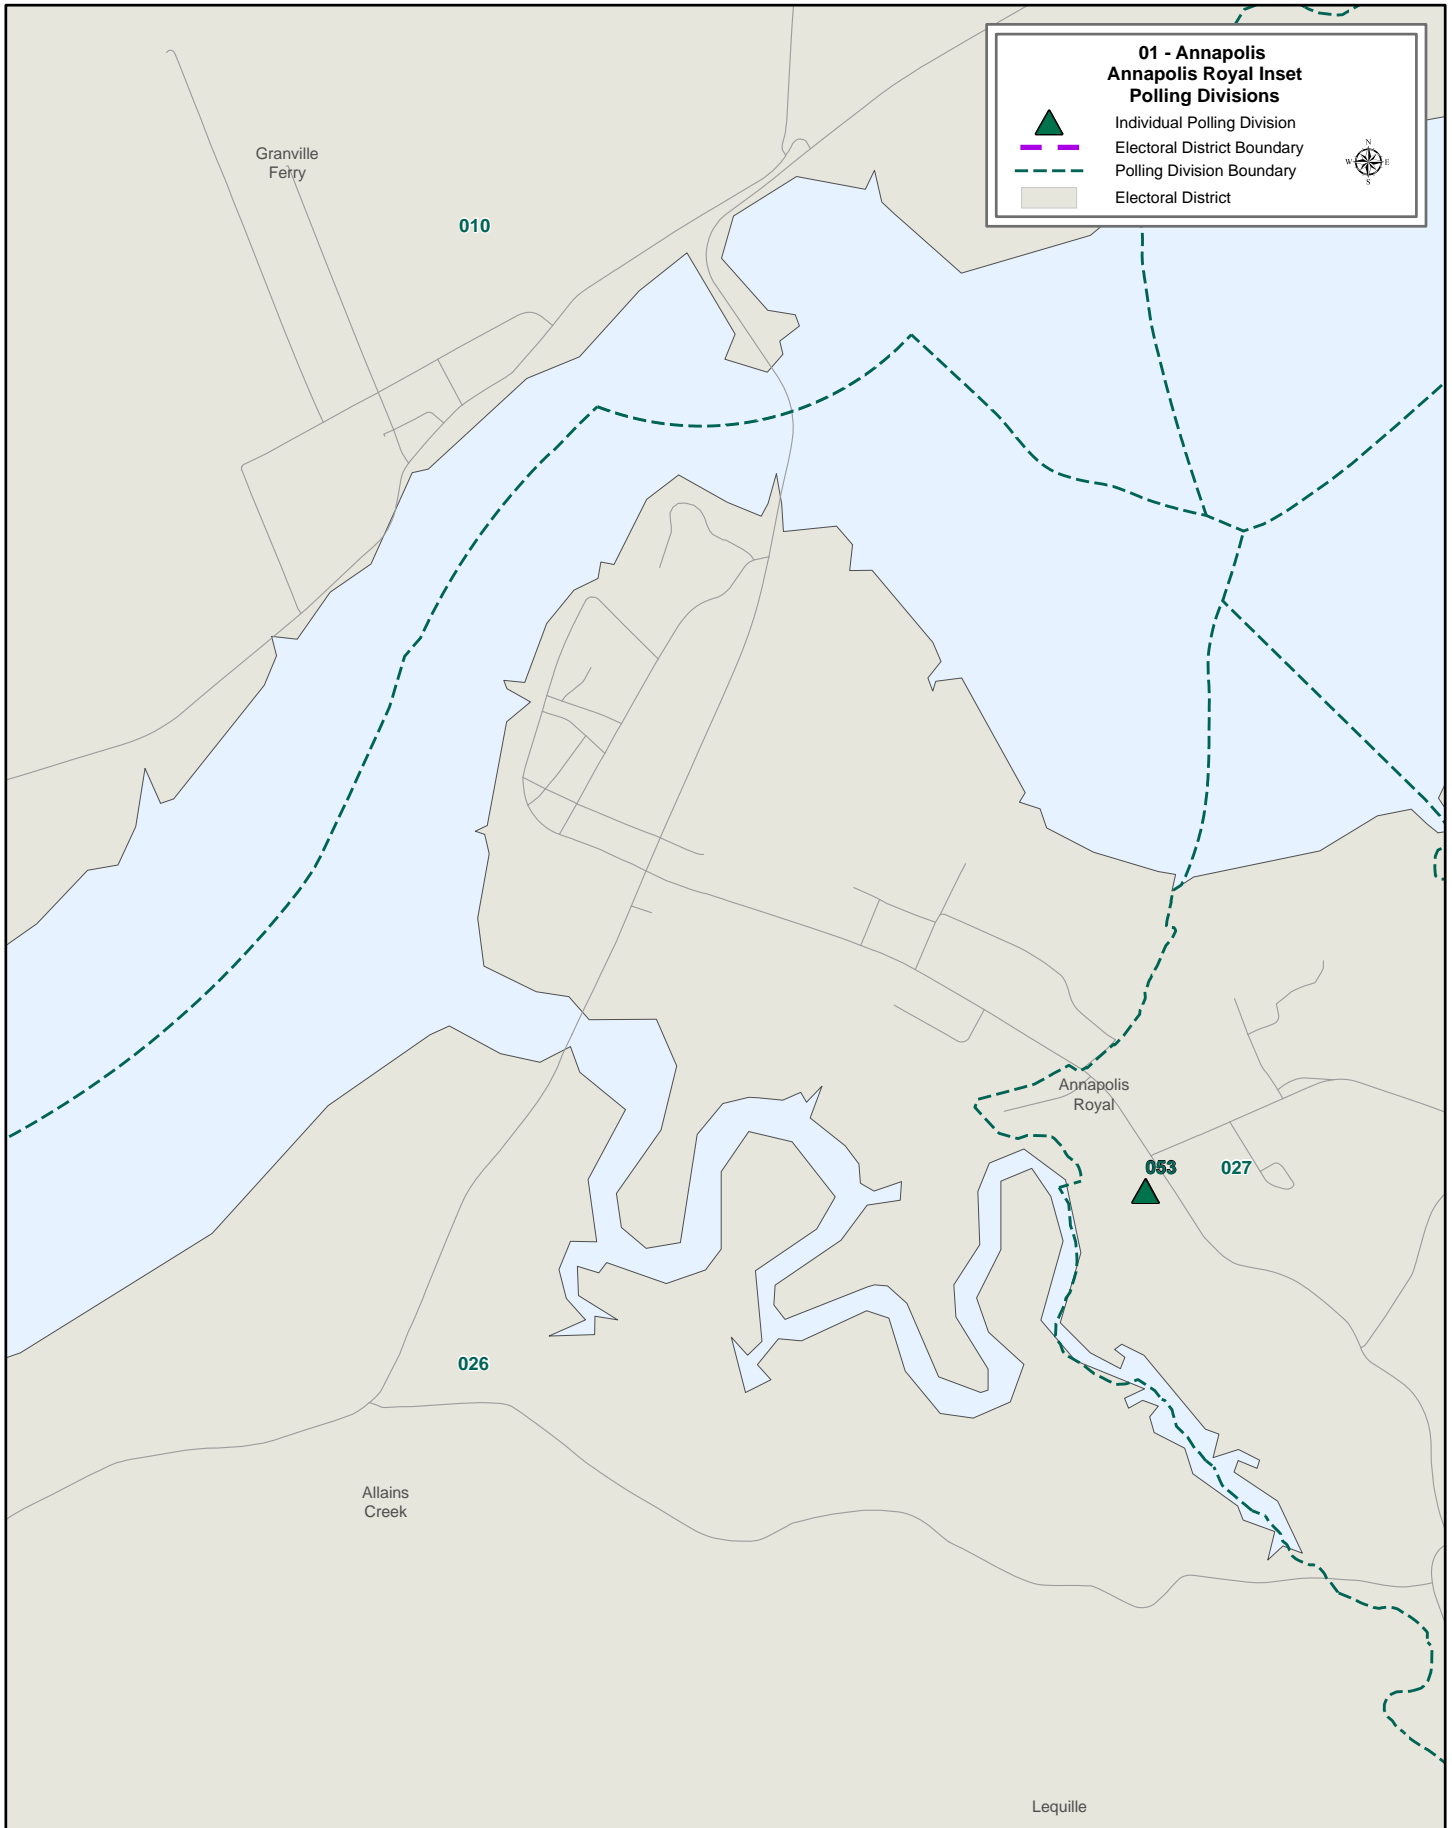 01 - Annapolis
Annapolis Royal Inset
Polling Divisions
Individual Polling Division
Electoral District Boundary
Polling Division Boundary
Electoral District
N
W E
S
Granville
Ferry
010
Annapolis
Royal
053
027
026
Allains
Creek
Lequille